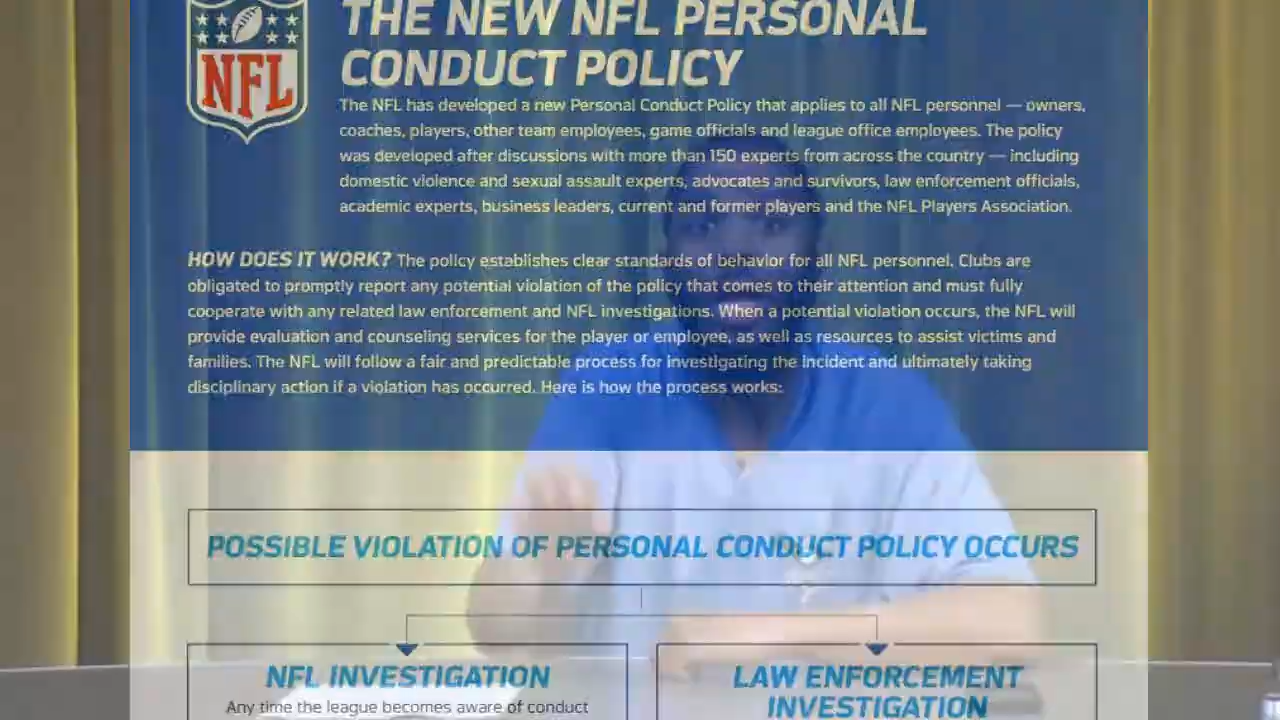 NFL
THE NEW NFL PERSONAL
CONDUCT POLICY
The NFL has developed a new Personal Conduct Policy that applies to all NFL personnel — owners,
coaches, players, other team employees, game officials and league office employees. The policy
was developed after discussions with more than 150 experts from across the country — including
domestic violence and sexual assault experts, advocates and survivors, law enforcement officials,
academic experts, business leaders, current and former players and the NFL Players Association.
HOW DOES IT WORK? The policy establishes clear standards of behavior for all NFL personnel. Clubs are
obligated to promptly report any potential violation of the policy that comes to their attention and must fully
cooperate with any related law enforcement and NFL investigations. When a potential violation occurs, the NFL will
provide evaluation and counseling services for the player or employee, as well as resources to assist victims and
families. The NFL will follow a fair and predictable process for investigating the incident and ultimately taking
disciplinary action if a violation has occurred. Here is how the process works:
POSSIBLE VIOLATION OF PERSONAL CONDUCT POLICY OCCURS
NFL INVESTIGATION
Any time the league becomes aware of conduct
LAW ENFORCEMENT
INVESTIGATION